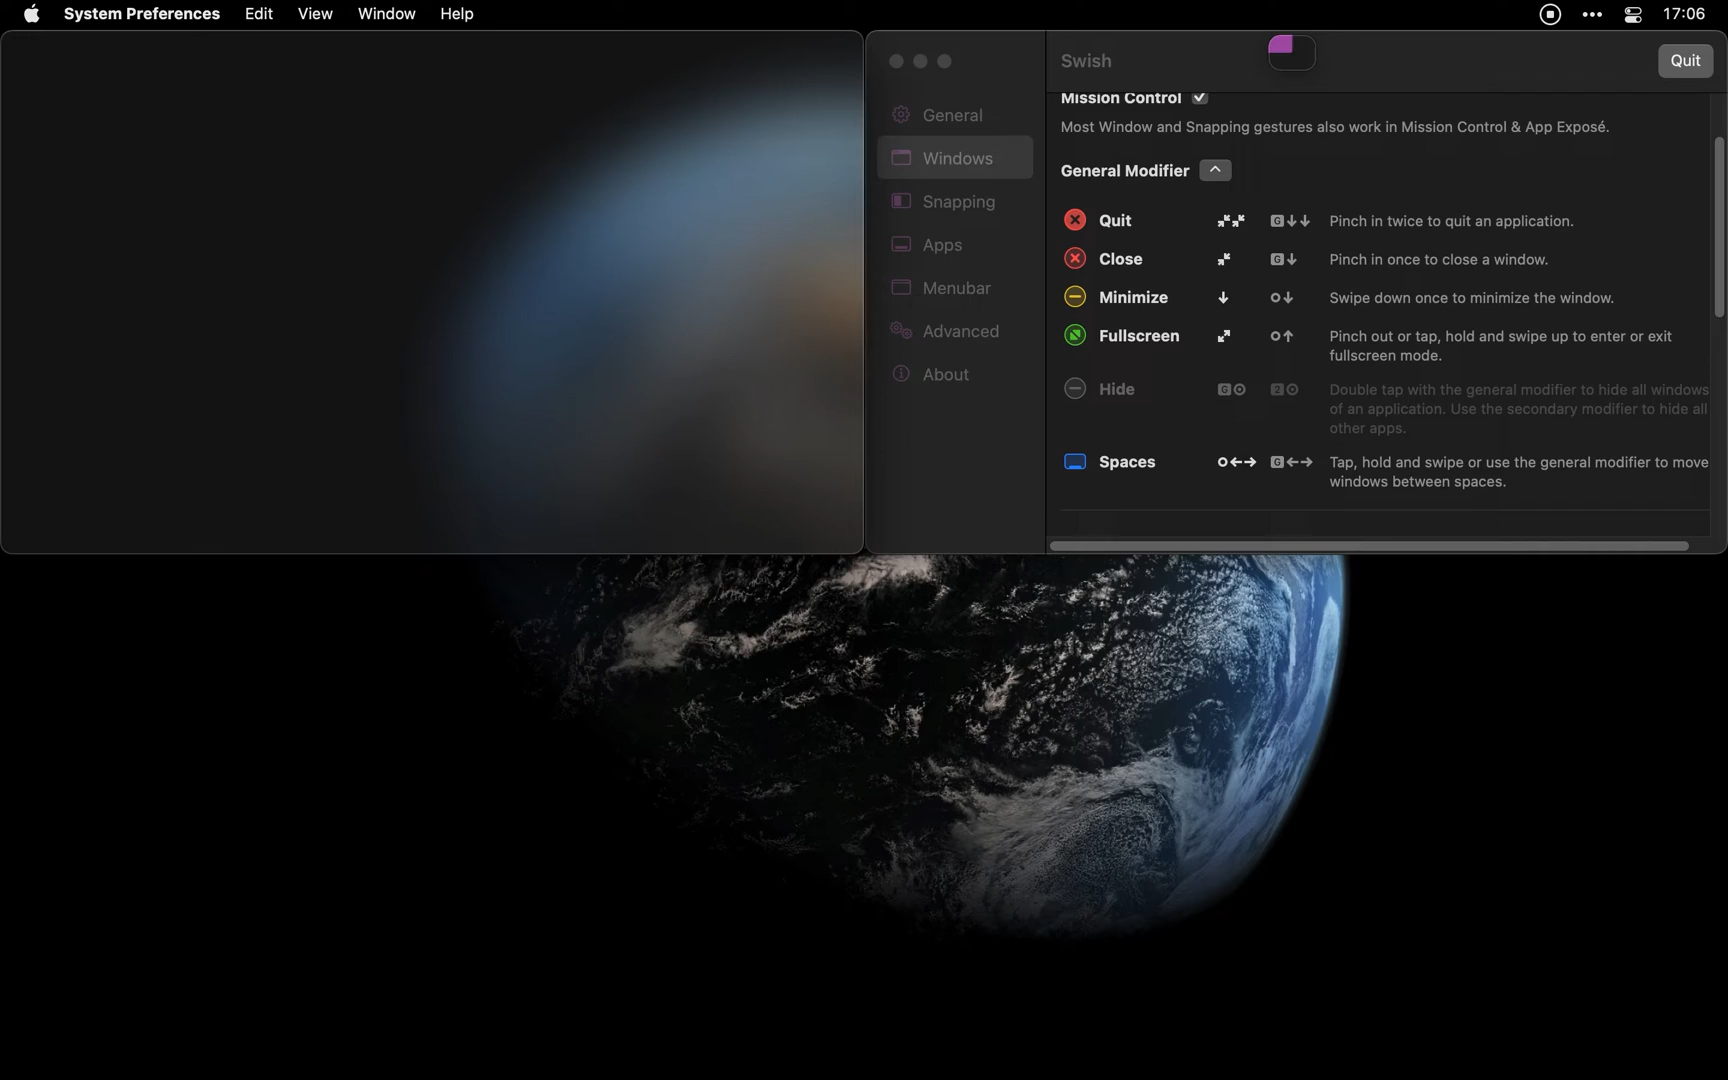 System Preferences Edit View Window Help 17:06
Swish Quit
General
Windows
Snapping
Apps
Menubar
Advanced
About
Mission Control
Most Window and Snapping gestures also work in Mission Control & App Exposé.
General Modifier
Quit G↓↓ Pinch in twice to quit an application.
Close G↓ Pinch in once to close a window.
Minimize ↓ ○↓ Swipe down once to minimize the window.
Fullscreen ○↑ Pinch out or tap, hold and swipe up to enter or exit
fullscreen mode.
Hide G 2 Double tap with the general modifier to hide all windows
of an application. Use the secondary modifier to hide all
other apps.
Spaces ○←→ G←→ Tap, hold and swipe or use the general modifier to move
windows between spaces.